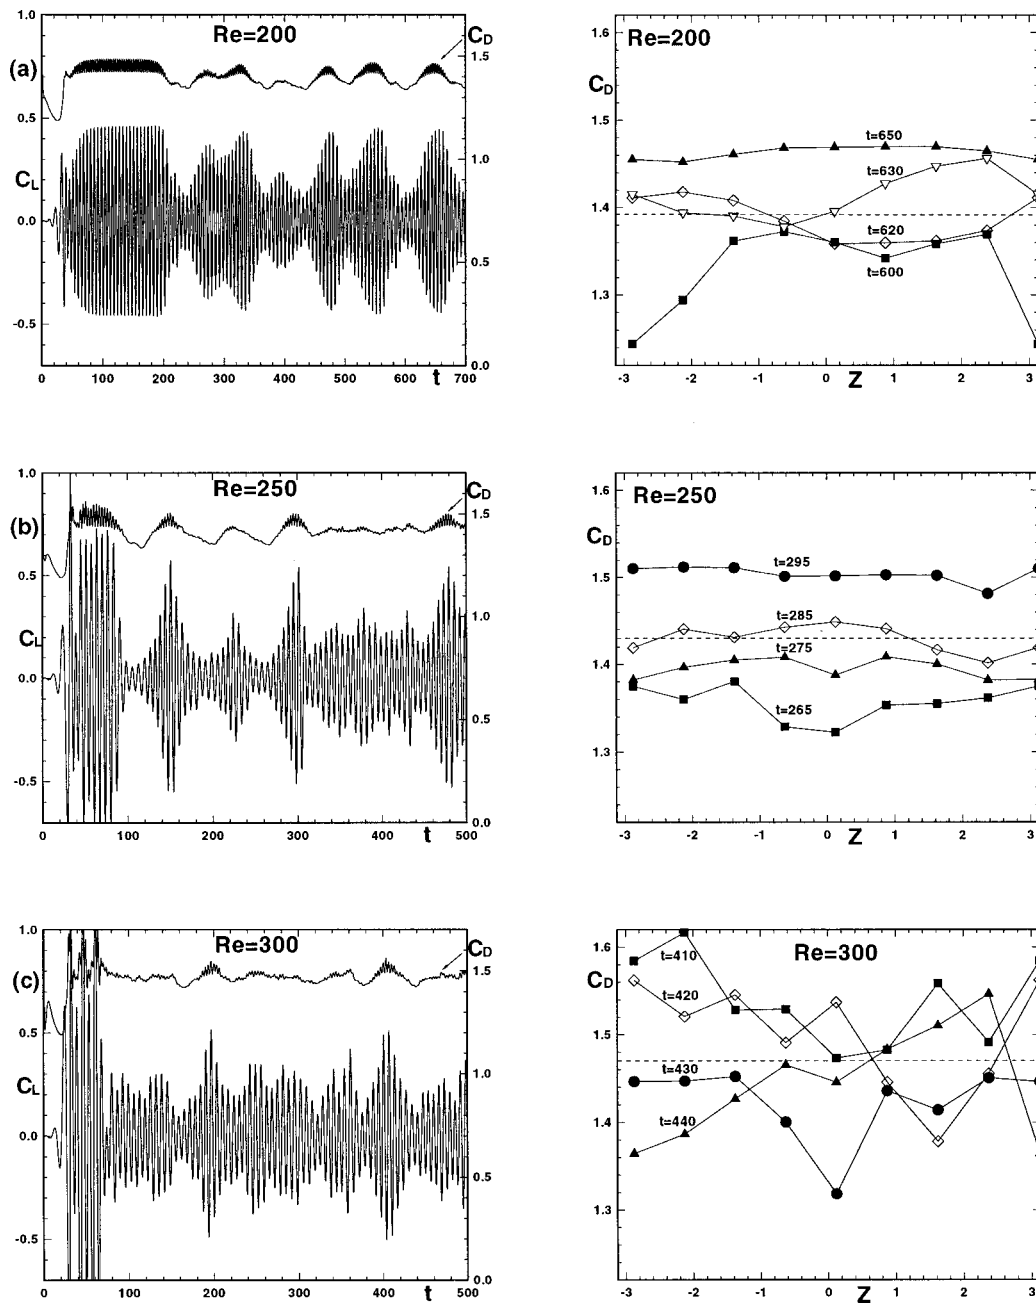 Re=200
(a)
C_D
C_L
1.0
0.5
0.0
-0.5
1.5
1.0
0.5
0.0
0 100 200 300 400 500 600 700
t
Re=200
C_D
1.6
1.5
1.4
1.3
t=650
t=630
t=620
t=600
-3 -2 -1 0 1 2 3
Z
Re=250
(b)
C_D
C_L
1.0
0.5
0.0
-0.5
1.5
1.0
0.5
0.0
0 100 200 300 400 500
t
Re=250
C_D
1.6
1.5
1.4
1.3
t=295
t=285
t=275
t=265
-3 -2 -1 0 1 2 3
Z
Re=300
(c)
C_D
C_L
1.0
0.5
0.0
-0.5
1.5
1.0
0.5
0.0
0 100 200 300 400 500
t
Re=300
C_D
1.6
1.5
1.4
1.3
t=410
t=420
t=430
t=440
-3 -2 -1 0 1 2 3
Z